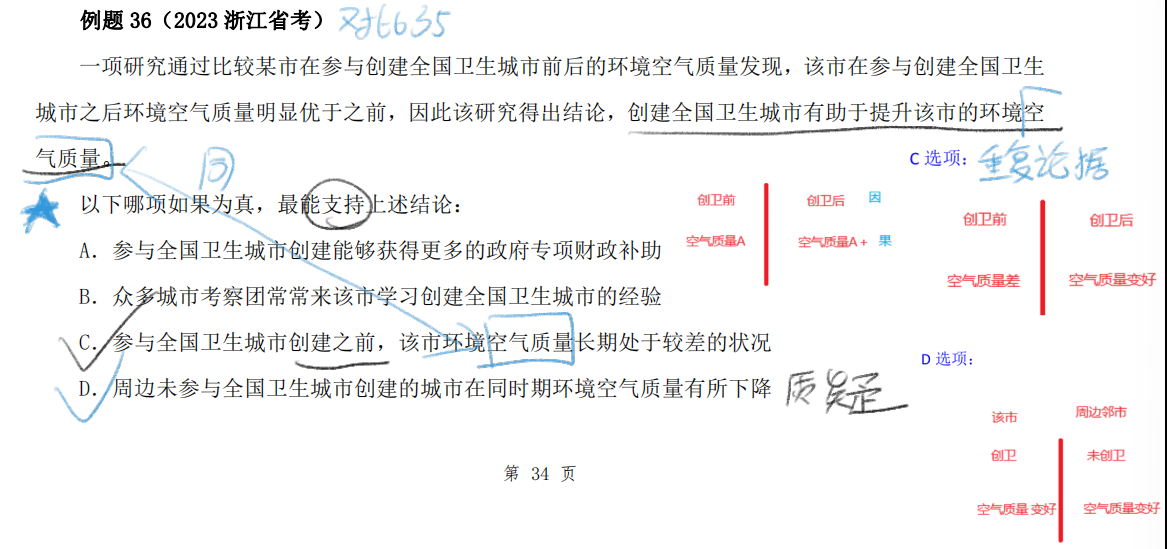 例题 36（2023 浙江省考） 对比635
一项研究通过比较某市在参与创建全国卫生城市前后的环境空气质量发现，该市在参与创建全国卫生
城市之后环境空气质量明显优于之前，因此该研究得出结论，创建全国卫生城市有助于提升该市的环境空
气质量。
同
C 选项：重复论据
以下哪项如果为真，最能支持上述结论：
创卫前 创卫后 因
空气质量A 空气质量A+ 果
创卫前 创卫后
空气质量差 空气质量变好
A．参与全国卫生城市创建能够获得更多的政府专项财政补助
B．众多城市考察团常常来该市学习创建全国卫生城市的经验
C．参与全国卫生城市创建之前，该市环境空气质量长期处于较差的状况
D．周边未参与全国卫生城市创建的城市在同时期环境空气质量有所下降 质疑
D 选项：
该市 周边邻市
创卫 未创卫
空气质量 变好 空气质量变好
第 34 页